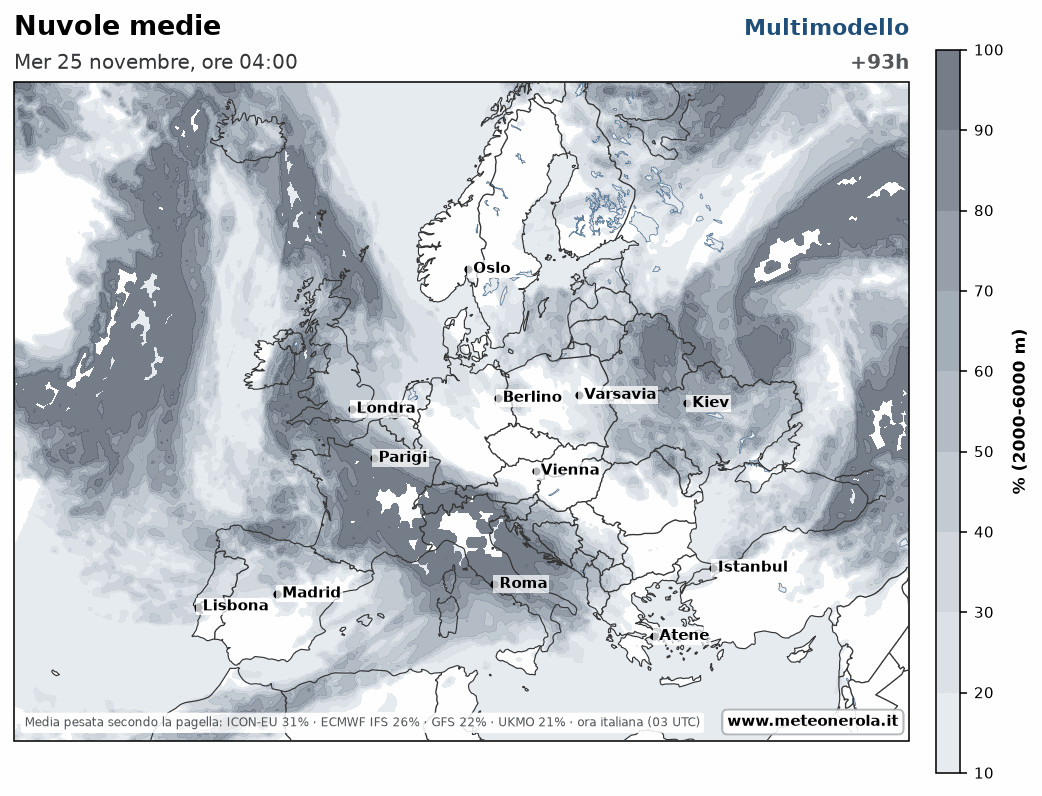 Nuvole medie
Multimodello
Mer 25 novembre, ore 04:00
+93h
100
90
80
70
60
50
40
30
20
10
% (2000-6000 m)
Oslo
Londra
Berlino
Varsavia
Kiev
Parigi
Vienna
Madrid
Lisbona
Roma
Istanbul
Atene
Media pesata secondo la pagella: ICON-EU 31% · ECMWF IFS 26% · GFS 22% · UKMO 21% · ora italiana (03 UTC)
www.meteonerola.it